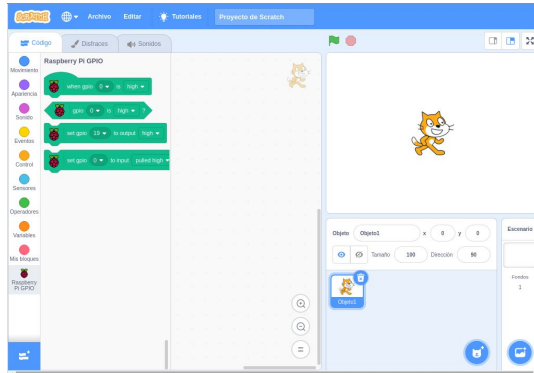 SCRATCH
Archivo Editar Tutoriales Proyecto de Scratch
Código Disfraces Sonidos
Raspberry Pi GPIO
Movimiento
Apariencia
Sonido
Eventos
Control
Sensores
Operadores
Variables
Mis bloques
Raspberry
Pi GPIO
when gpio 0 is high
gpio 0 is high ?
set gpio 19 to output high
set gpio 0 to input pulled high
Objeto Objeto1 x 0 y 0
Tamaño 100 Dirección 90
Objeto1
Escenario
Fondos
1